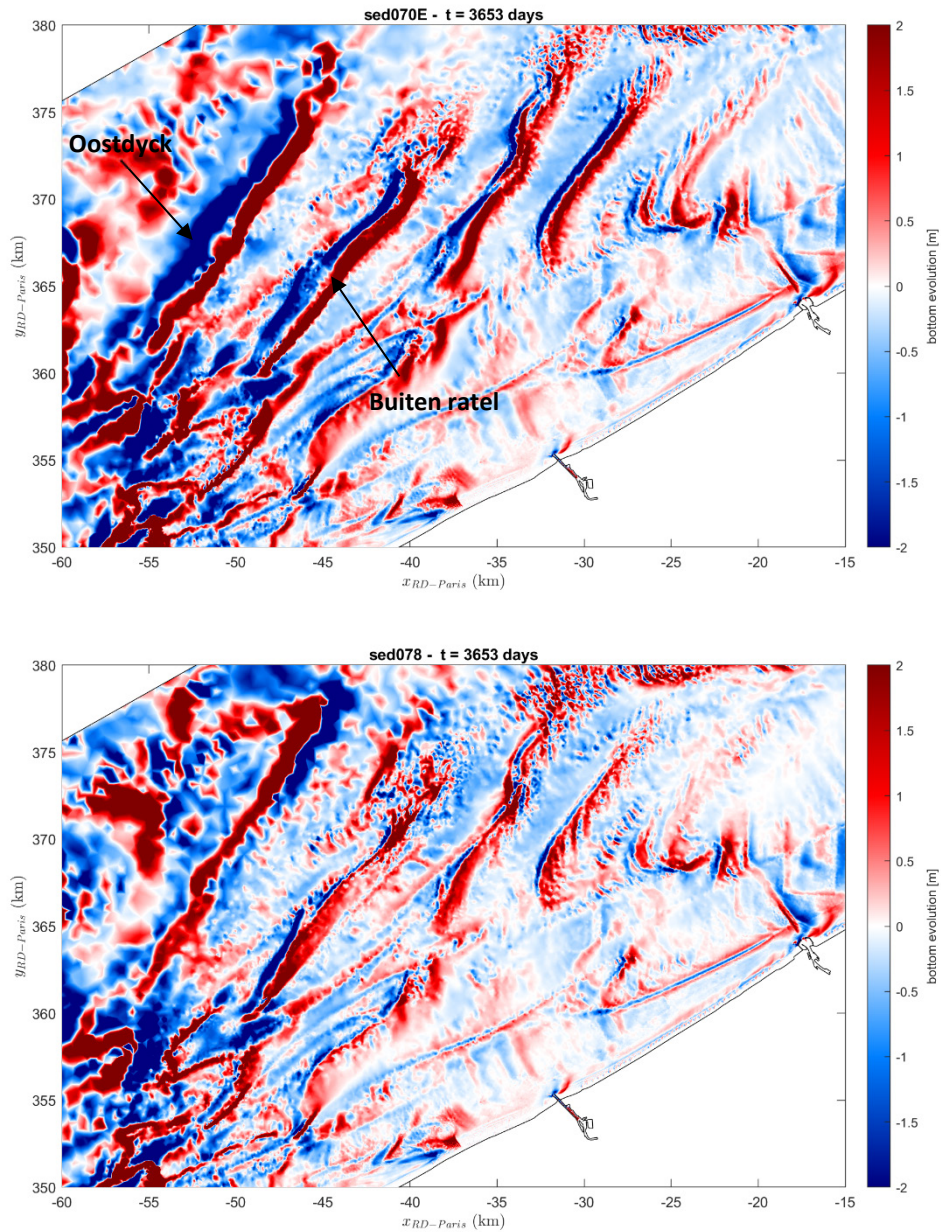 sed070E - t = 3653 days
380
375
370
365
360
355
350
y_RD−Paris (km)
Oostdyck
Buiten ratel
-60 -55 -50 -45 -40 -35 -30 -25 -20 -15
x_RD−Paris (km)
2
1.5
1
0.5
0
-0.5
-1
-1.5
-2
bottom evolution [m]
sed078 - t = 3653 days
380
375
370
365
360
355
350
y_RD−Paris (km)
-60 -55 -50 -45 -40 -35 -30 -25 -20 -15
x_RD−Paris (km)
2
1.5
1
0.5
0
-0.5
-1
-1.5
-2
bottom evolution [m]